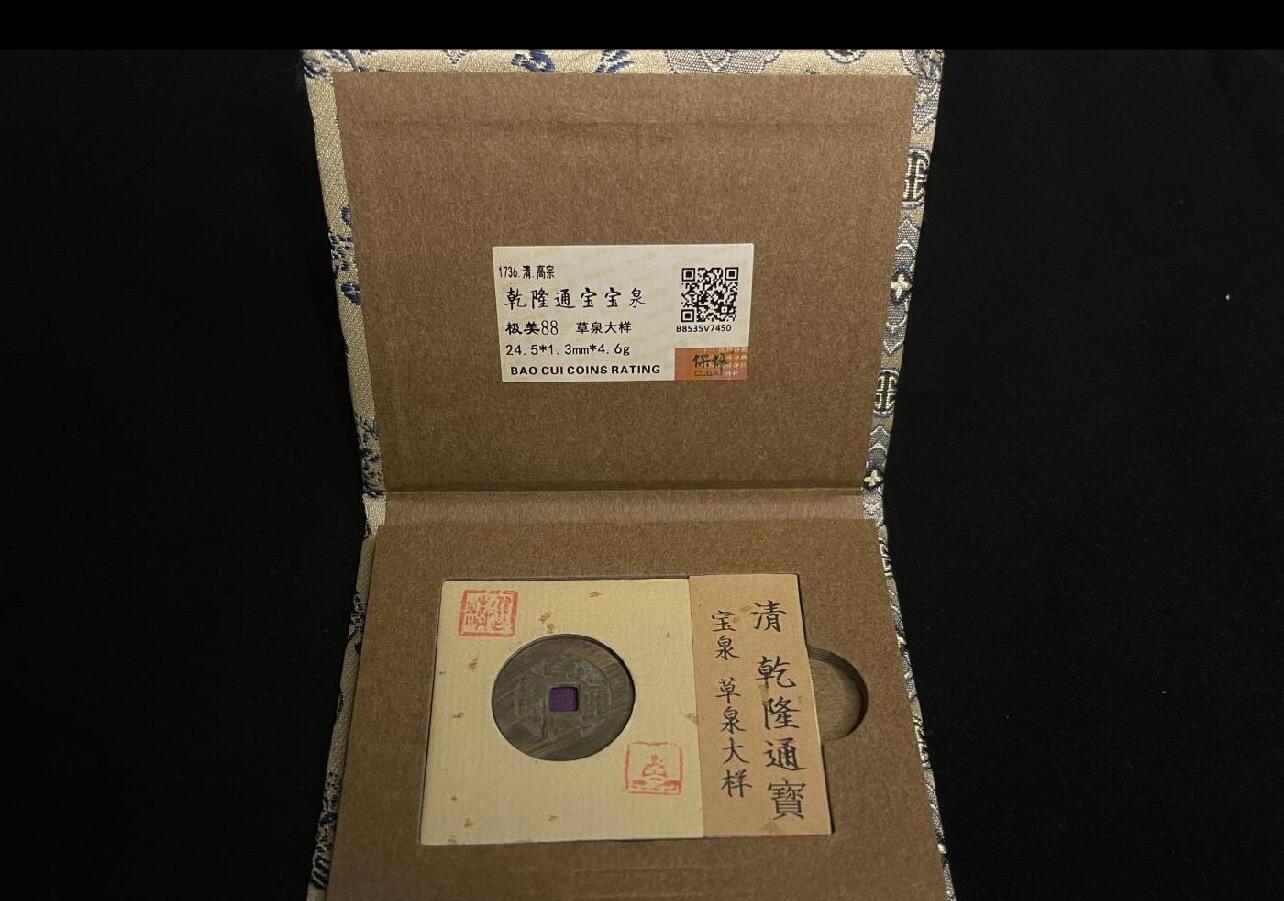 1736.清.高宗
乾隆通宝宝泉
极美88 草泉大样
24.5*1.3mm*4.6g
BAO CUI COINS RATING
B8535V7450
清 乾隆通寶
宝泉 草泉大样